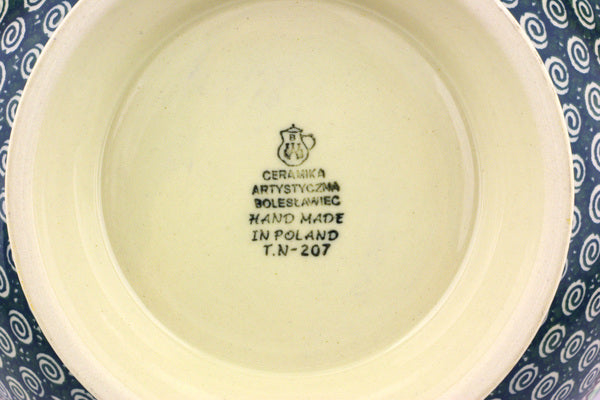 B
CERAMIKA
ARTYSTYCZNA
BOLESŁAWIEC
HAND MADE
IN POLAND
T.N-207